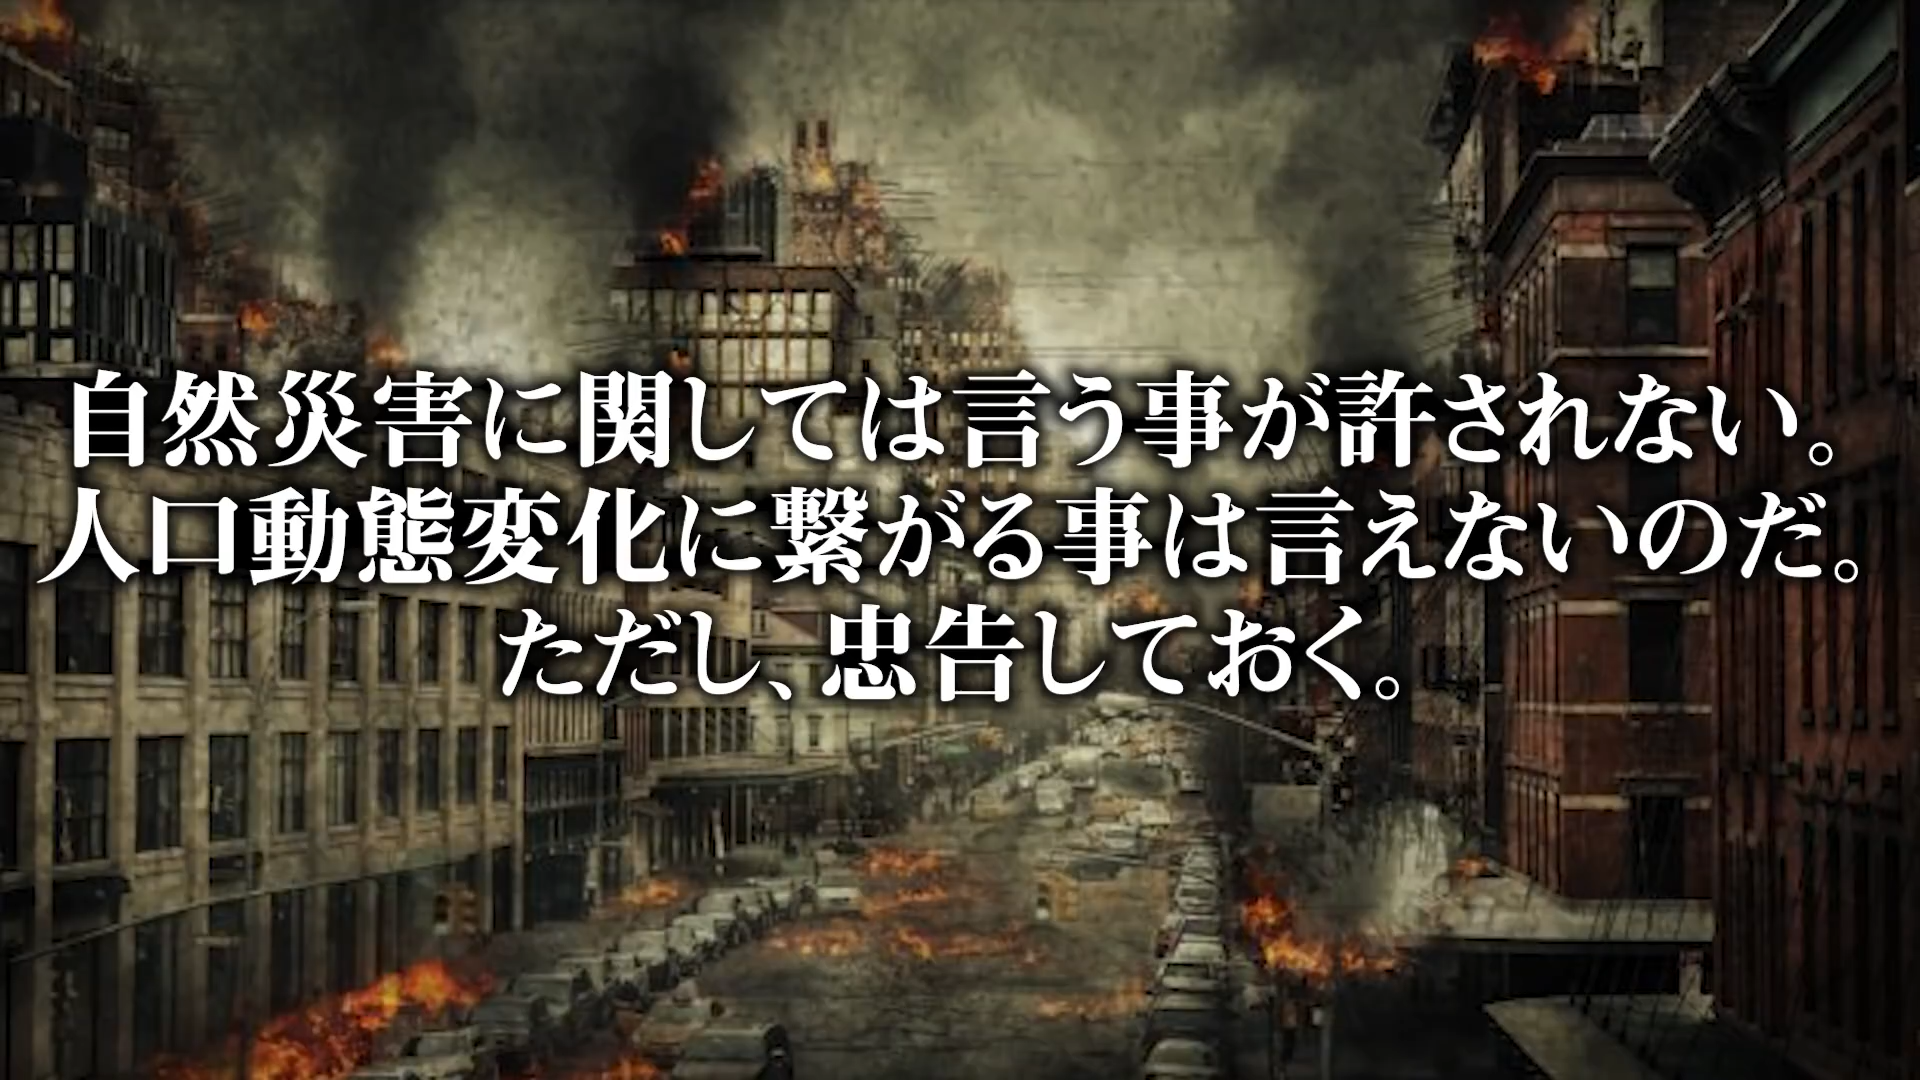 自然災害に関しては言う事が許されない。
人口動態変化に繋がる事は言えないのだ。
ただし、忠告しておく。